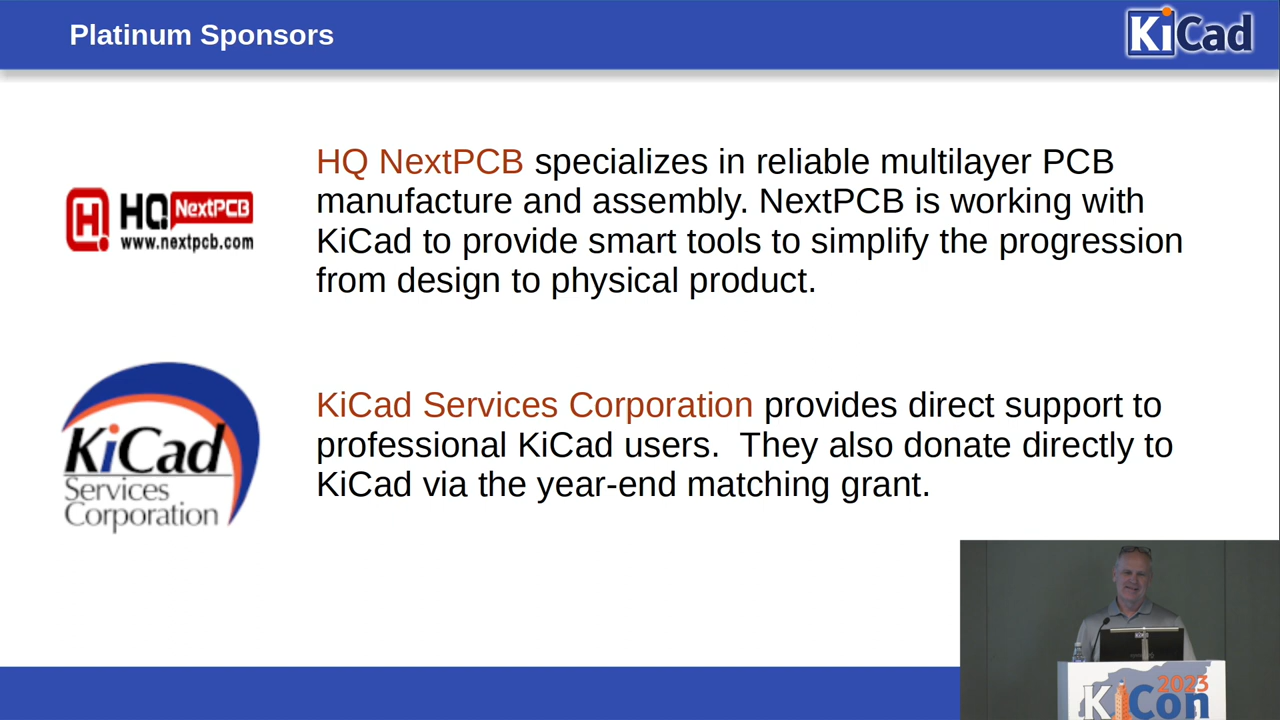 Platinum Sponsors
KiCad
HQ NextPCB specializes in reliable multilayer PCB
manufacture and assembly. NextPCB is working with
KiCad to provide smart tools to simplify the progression
from design to physical product.
HQ NextPCB
www.nextpcb.com
KiCad Services Corporation provides direct support to
professional KiCad users. They also donate directly to
KiCad via the year-end matching grant.
KiCad
Services
Corporation
KiCad
2023
KiCon